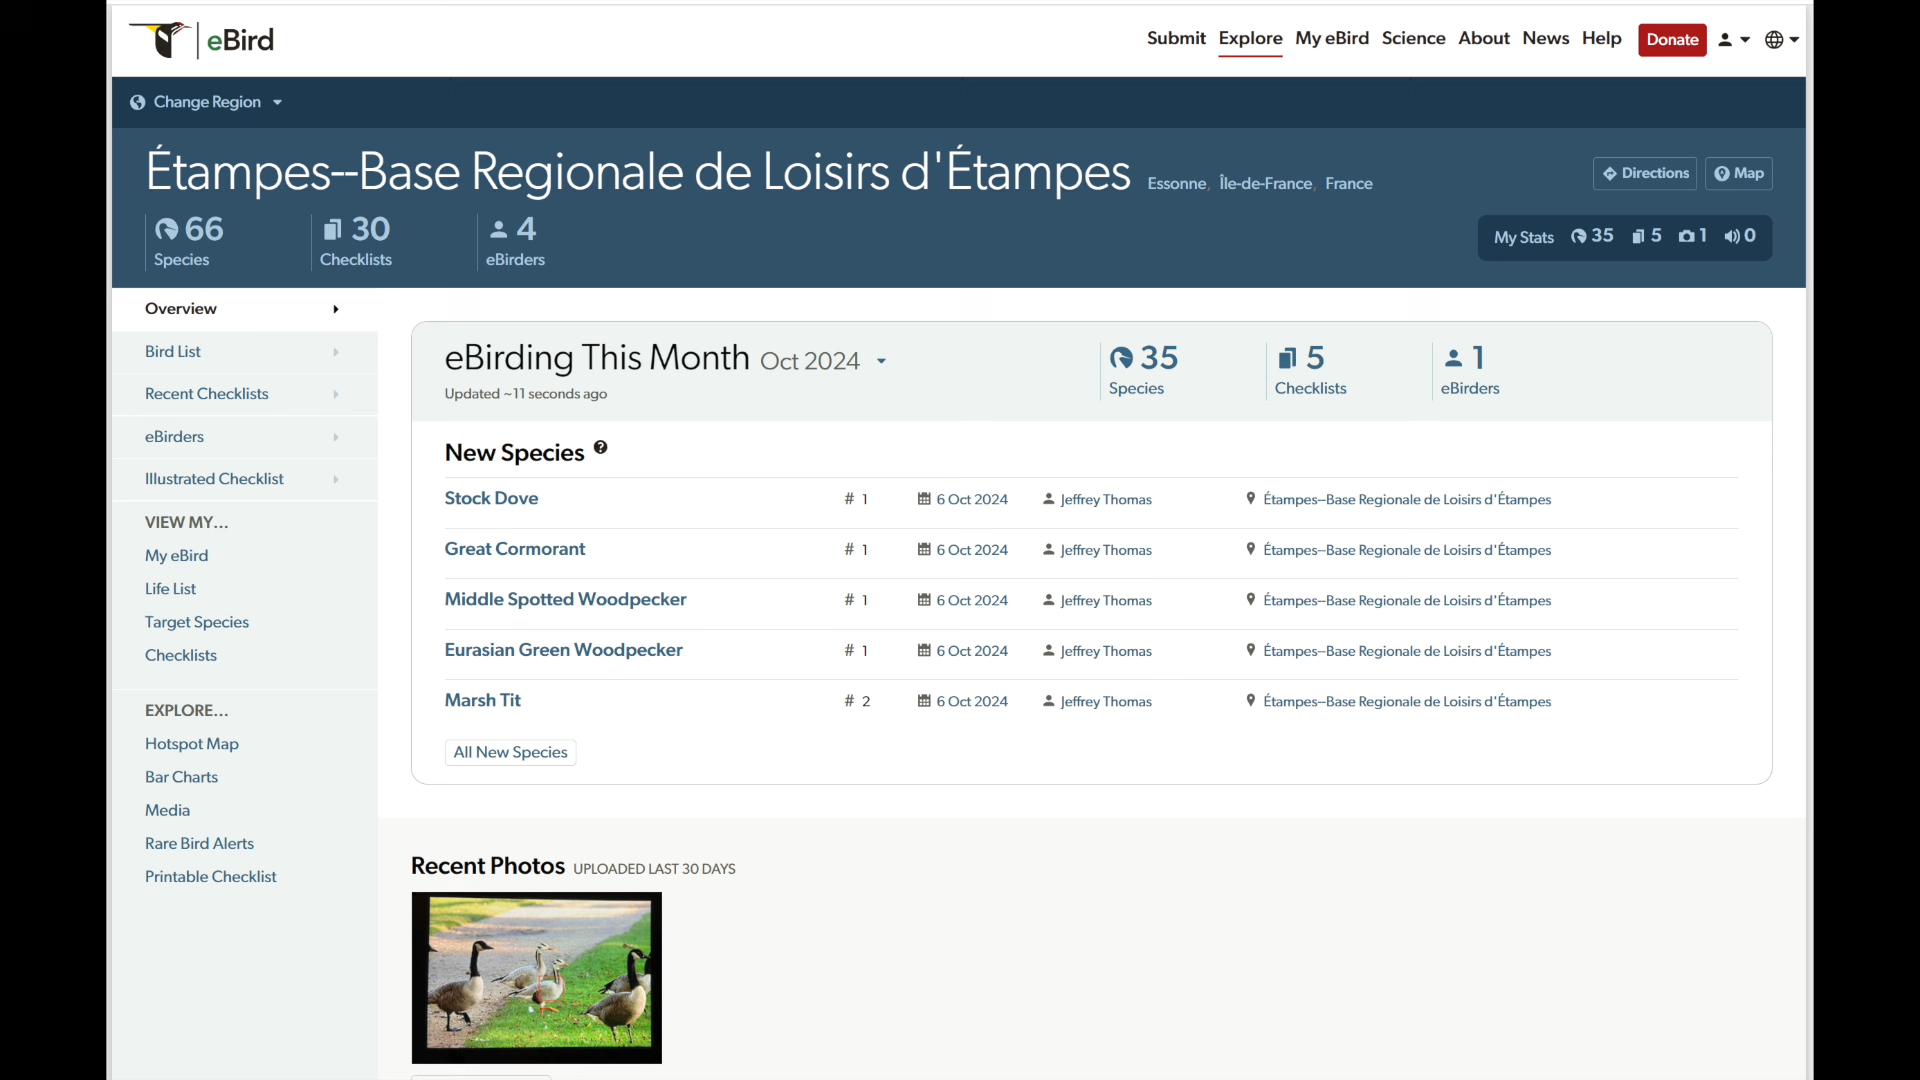 eBird
Submit Explore My eBird Science About News Help Donate
Change Region
Étampes--Base Regionale de Loisirs d'Étampes Essonne, Île-de-France, France
Directions Map
66 Species
30 Checklists
4 eBirders
My Stats 35 5 1 0
Overview
Bird List
Recent Checklists
eBirders
Illustrated Checklist
VIEW MY...
My eBird
Life List
Target Species
Checklists
EXPLORE...
Hotspot Map
Bar Charts
Media
Rare Bird Alerts
Printable Checklist
eBirding This Month Oct 2024
Updated ~11 seconds ago
35 Species
5 Checklists
1 eBirders
New Species ?
Stock Dove # 1 6 Oct 2024 Jeffrey Thomas Étampes--Base Regionale de Loisirs d'Étampes
Great Cormorant # 1 6 Oct 2024 Jeffrey Thomas Étampes--Base Regionale de Loisirs d'Étampes
Middle Spotted Woodpecker # 1 6 Oct 2024 Jeffrey Thomas Étampes--Base Regionale de Loisirs d'Étampes
Eurasian Green Woodpecker # 1 6 Oct 2024 Jeffrey Thomas Étampes--Base Regionale de Loisirs d'Étampes
Marsh Tit # 2 6 Oct 2024 Jeffrey Thomas Étampes--Base Regionale de Loisirs d'Étampes
All New Species
Recent Photos UPLOADED LAST 30 DAYS